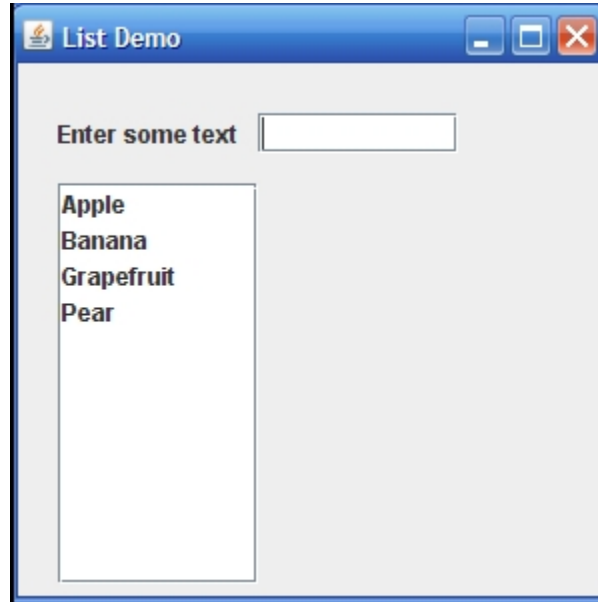 List Demo
Enter some text
Apple
Banana
Grapefruit
Pear